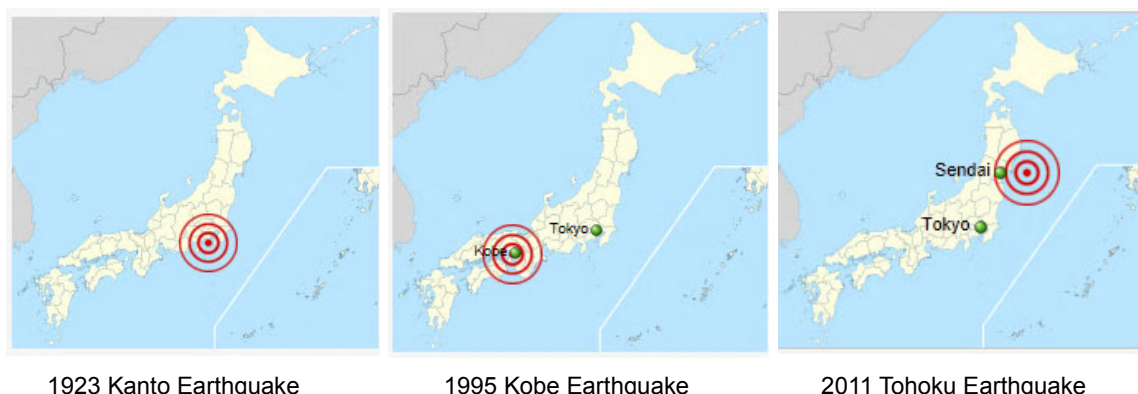 Kobe
Tokyo
Sendai
Tokyo
1923 Kanto Earthquake
1995 Kobe Earthquake
2011 Tohoku Earthquake